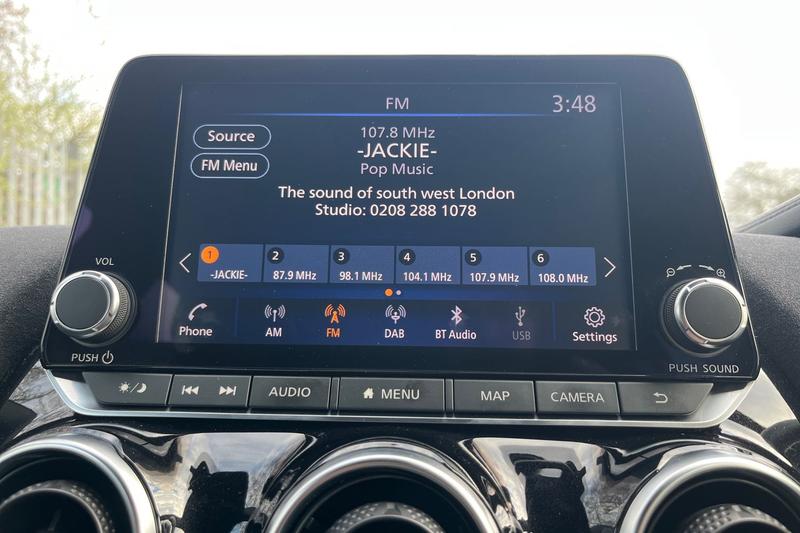 FM
3:48
Source
107.8 MHz
-JACKIE-
FM Menu
Pop Music
The sound of south west London
Studio: 0208 288 1078
1
2
3
4
5
6
-JACKIE-
87.9 MHz
98.1 MHz
104.1 MHz
107.9 MHz
108.0 MHz
Phone
AM
FM
DAB
BT Audio
USB
Settings
VOL
PUSH
PUSH SOUND
AUDIO
MENU
MAP
CAMERA